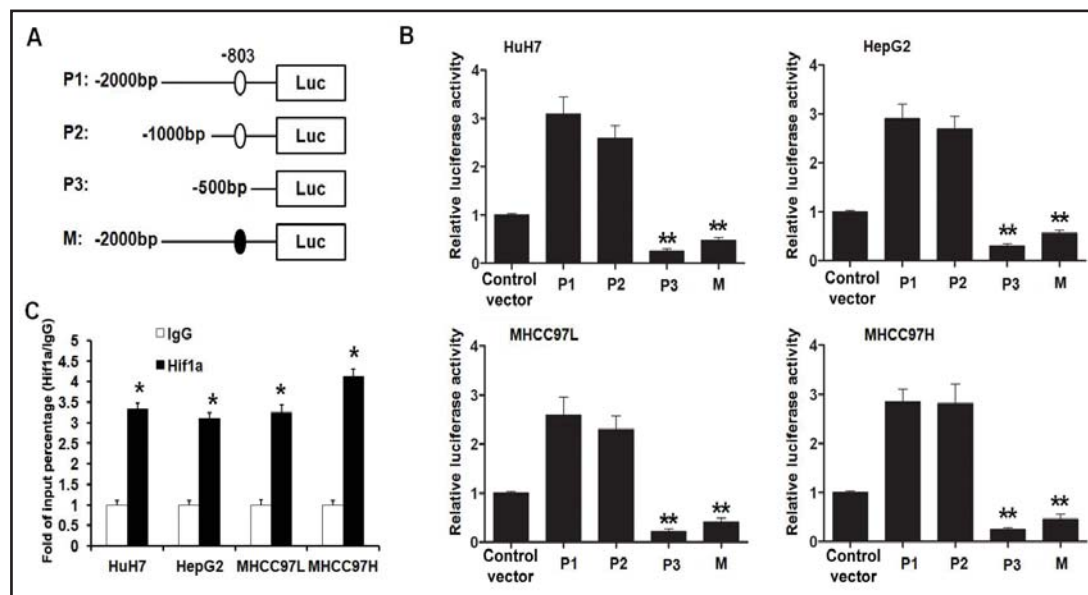 A
-803
P1: -2000bp Luc
P2: -1000bp Luc
P3: -500bp Luc
M: -2000bp Luc
B
HuH7
Relative luciferase activity
4
3
2
1
0
Control vector P1 P2 P3 M
** **
HepG2
Relative luciferase activity
4
3
2
1
0
Control vector P1 P2 P3 M
** **
MHCC97L
Relative luciferase activity
4
3
2
1
0
Control vector P1 P2 P3 M
** **
MHCC97H
Relative luciferase activity
4
3
2
1
0
Control vector P1 P2 P3 M
** **
C
IgG
Hif1a
Fold of input percentage (Hif1a/IgG)
5
4.5
4
3.5
3
2.5
2
1.5
1
0.5
0
* * * *
HuH7 HepG2 MHCC97L MHCC97H